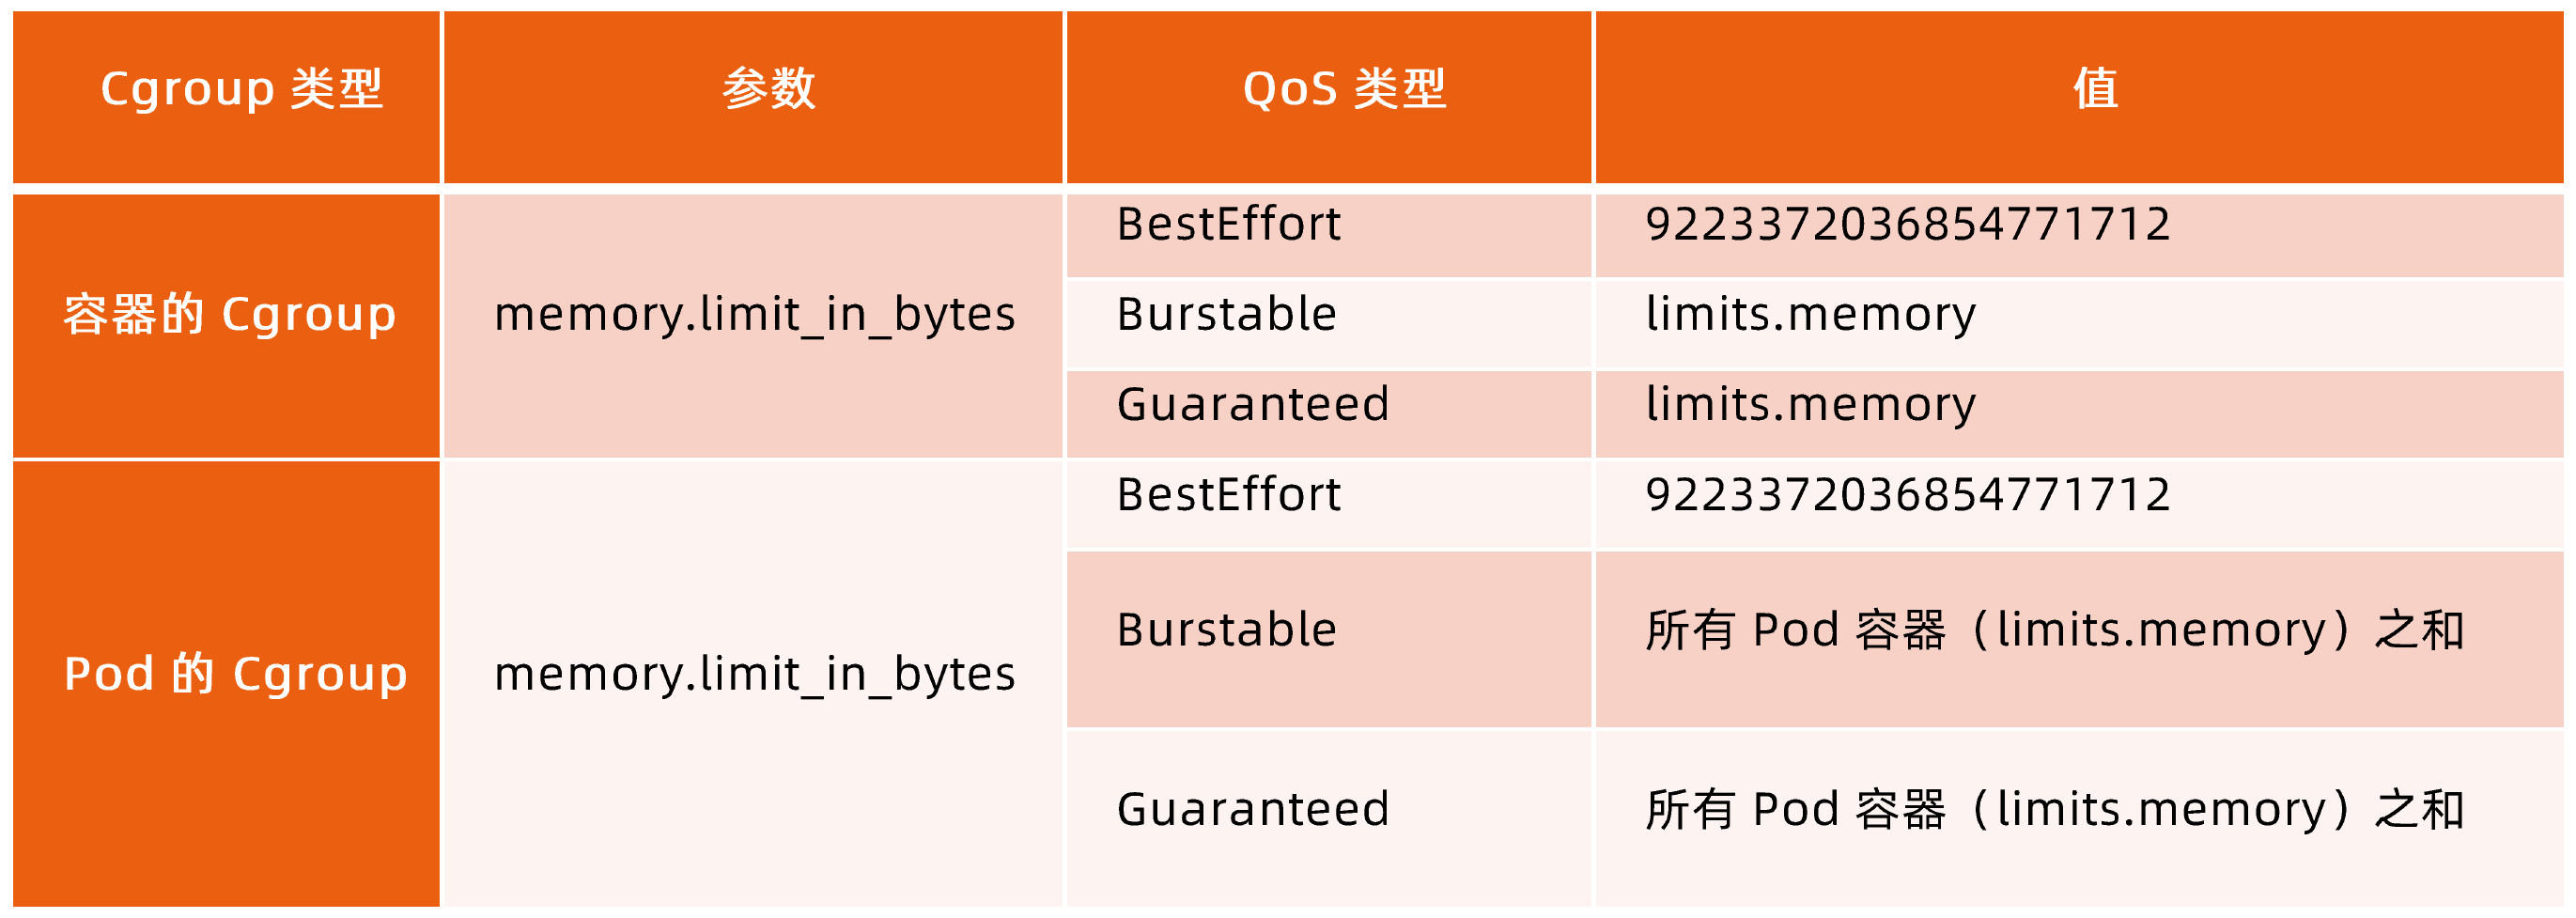 Cgroup 类型 参数 QoS 类型 值
容器的 Cgroup memory.limit_in_bytes BestEffort 9223372036854771712
Burstable limits.memory
Guaranteed limits.memory
Pod 的 Cgroup memory.limit_in_bytes BestEffort 9223372036854771712
Burstable 所有 Pod 容器（limits.memory）之和
Guaranteed 所有 Pod 容器（limits.memory）之和